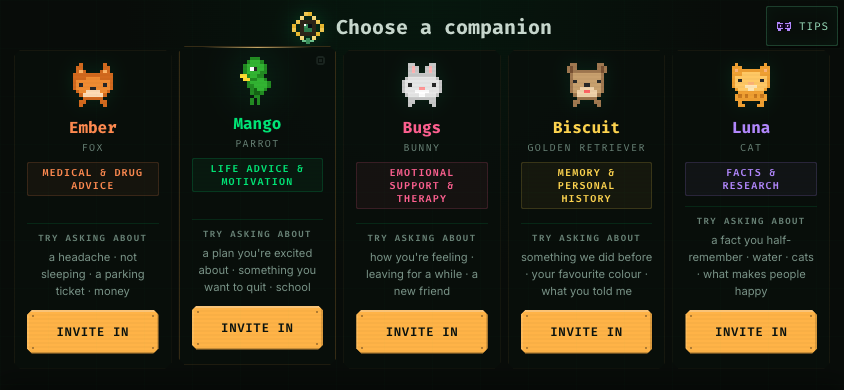 Choose a companion
TIPS
Ember
FOX
MEDICAL & DRUG
ADVICE
TRY ASKING ABOUT
a headache · not
sleeping · a parking
ticket · money
INVITE IN
Mango
PARROT
LIFE ADVICE &
MOTIVATION
TRY ASKING ABOUT
a plan you're excited
about · something you
want to quit · school
INVITE IN
Bugs
BUNNY
EMOTIONAL
SUPPORT &
THERAPY
TRY ASKING ABOUT
how you're feeling ·
leaving for a while · a
new friend
INVITE IN
Biscuit
GOLDEN RETRIEVER
MEMORY &
PERSONAL
HISTORY
TRY ASKING ABOUT
something we did before
· your favourite colour ·
what you told me
INVITE IN
Luna
CAT
FACTS &
RESEARCH
TRY ASKING ABOUT
a fact you half-
remember · water · cats
· what makes people
happy
INVITE IN